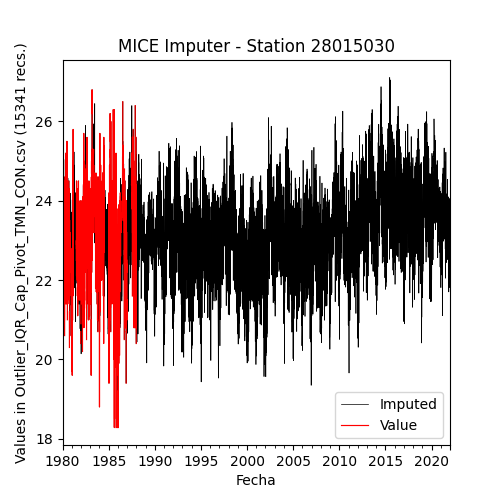 MICE Imputer - Station 28015030
Values in Outlier_IQR_Cap_Pivot_TMN_CON.csv (15341 recs.)
26
24
22
20
18
Imputed
Value
1980 1985 1990 1995 2000 2005 2010 2015 2020
Fecha